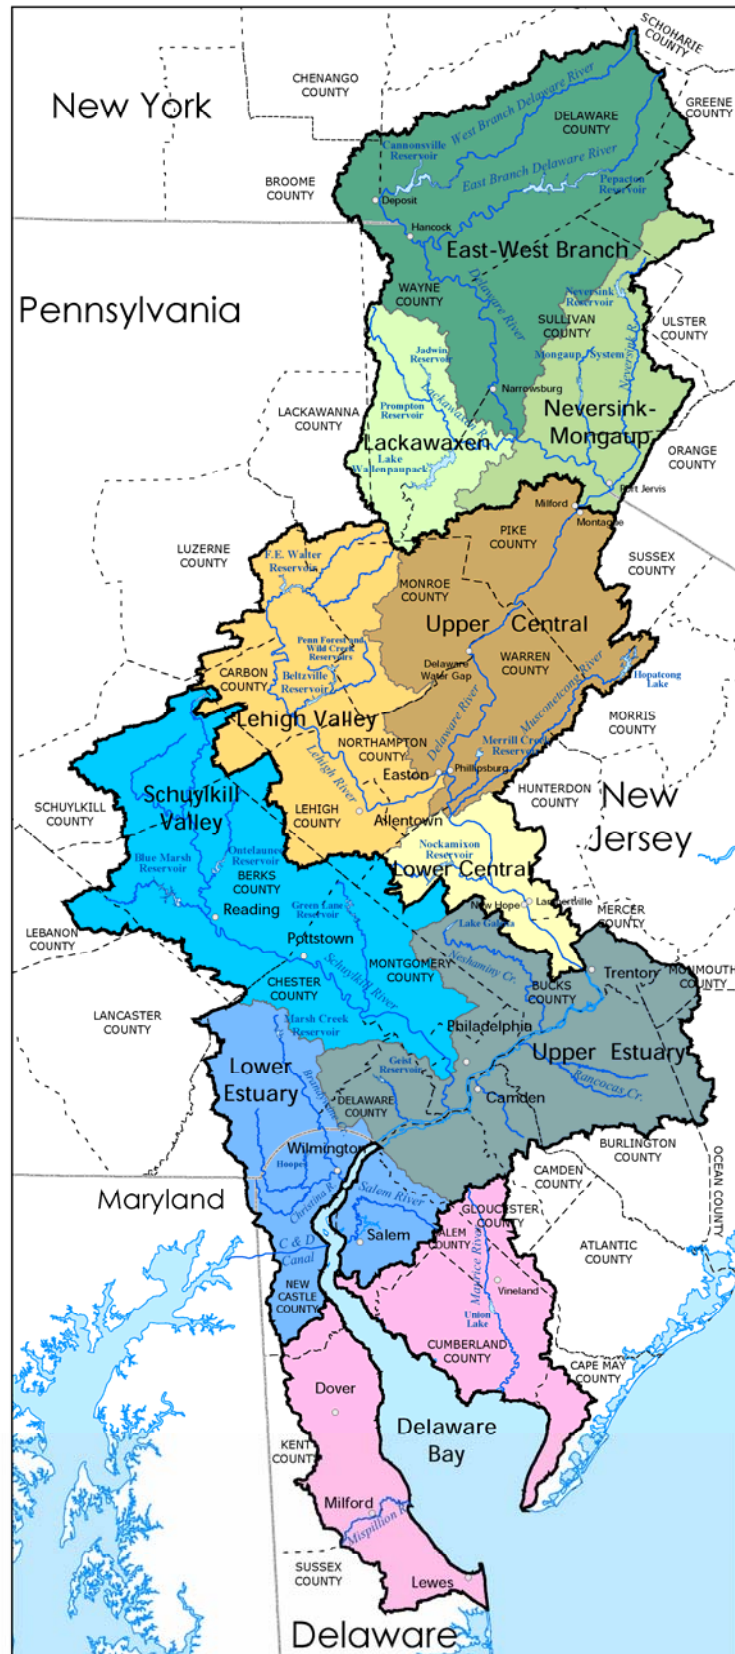 SCHOHARIE
COUNTY
CHENANGO
COUNTY
New York
GREENE
COUNTY
DELAWARE
COUNTY
West Branch Delaware River
Cannonsville
Reservoir
East Branch Delaware River
Pepacton
Reservoir
BROOME
COUNTY
Deposit
Hancock
East-West Branch
WAYNE
COUNTY
Delaware River
Neversink
Reservoir
Pennsylvania
SULLIVAN
COUNTY
ULSTER
COUNTY
Neversink R.
Jadwin
Reservoir
Mongaup System
Narrowsburg
LACKAWANNA
COUNTY
Prompton
Reservoir
Lackawaxen R.
Neversink-
Mongaup
Lackawaxen
Lake
Wallenpaupack
ORANGE
COUNTY
Port Jervis
Milford
Montague
PIKE
COUNTY
LUZERNE
COUNTY
F.E. Walter
Reservoir
SUSSEX
COUNTY
MONROE
COUNTY
Upper Central
Penn Forest and
Wild Creek
Reservoirs
WARREN
COUNTY
Delaware
Water Gap
CARBON
COUNTY
Beltzville
Reservoir
Musconetcong River
Hopatcong
Lake
MORRIS
COUNTY
Lehigh Valley
Delaware River
NORTHAMPTON
COUNTY
Merrill Creek
Reservoir
Lehigh River
Easton
Phillipsburg
HUNTERDON
COUNTY
New
Jersey
Schuylkill
Valley
SCHUYLKILL
COUNTY
LEHIGH
COUNTY
Allentown
Nockamixon
Reservoir
Lower Central
Ontelaunee
Reservoir
Blue Marsh
Reservoir
BERKS
COUNTY
Green Lane
Reservoir
New Hope
Lambertville
Reading
MERCER
COUNTY
Lake Galena
LEBANON
COUNTY
Pottstown
Neshaminy Cr.
MONTGOMERY
COUNTY
Trenton
MONMOUTH
COUNTY
Schuylkill River
CHESTER
COUNTY
BUCKS
COUNTY
LANCASTER
COUNTY
Marsh Creek
Reservoir
Philadelphia
Upper Estuary
Lower
Estuary
Geist
Reservoir
Rancocas Cr.
Brandywine Cr.
DELAWARE
COUNTY
Camden
BURLINGTON
COUNTY
Wilmington
Hoopes
OCEAN COUNTY
CAMDEN
COUNTY
Maryland
Christina R.
Salem River
GLOUCESTER
COUNTY
C & D
Canal
Salem
SALEM
COUNTY
ATLANTIC
COUNTY
Maurice River
NEW
CASTLE
COUNTY
Vineland
Union
Lake
CUMBERLAND
COUNTY
CAPE MAY
COUNTY
Dover
Delaware
Bay
KENT
COUNTY
Milford
Mispillion R.
SUSSEX
COUNTY
Lewes
Delaware